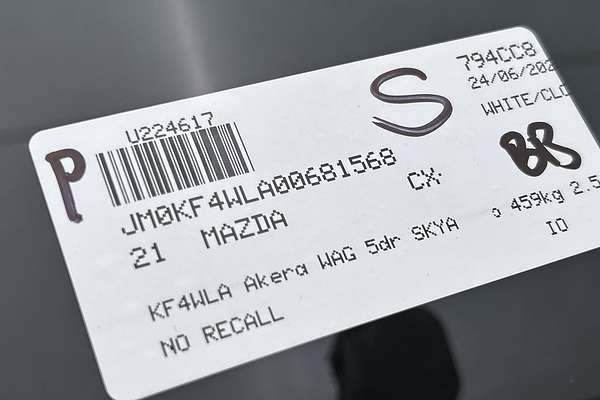 794CC8
24/06/202
WHITE/CLO
S
BB
U224617
P
JM0KF4WLA00681568
21 MAZDA CX-
KF4WLA Akera WAG 5dr SKYA 459kg 2.5
NO RECALL IO